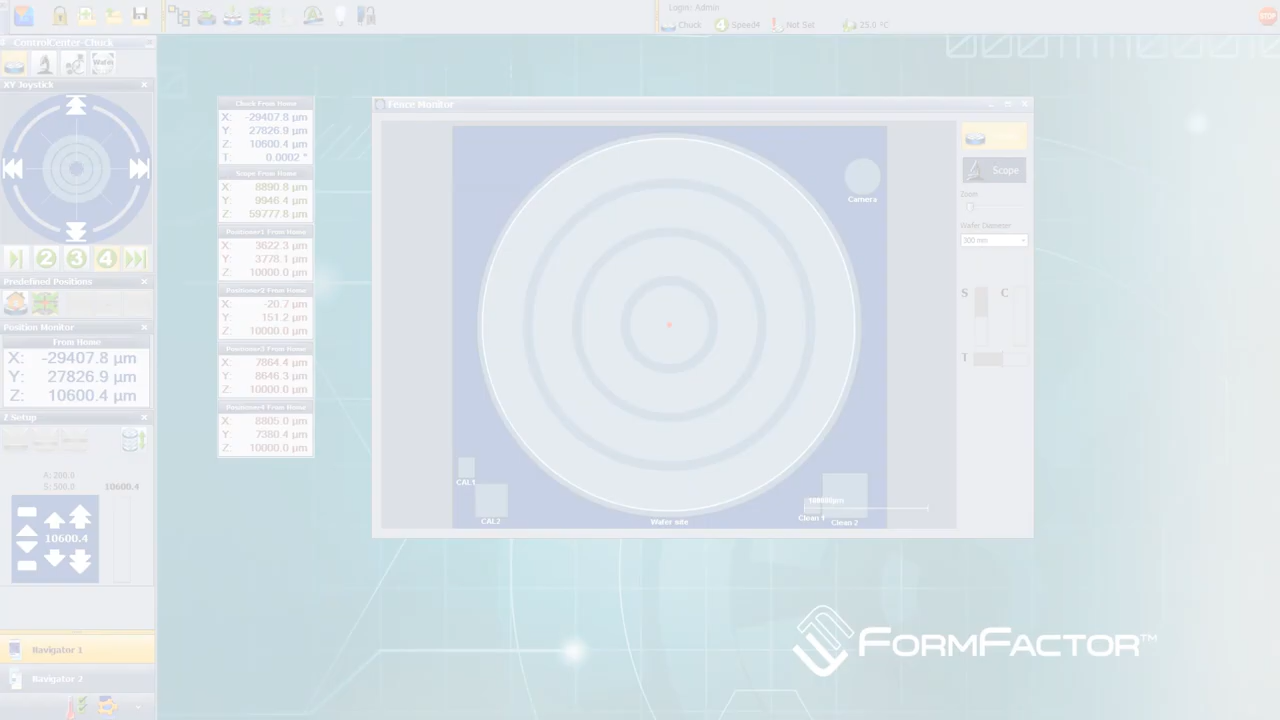 Login: Admin
Chuck
4
Speed4
Not Set
25.0 ºC
STOP
ControlCenter-Chuck
Wafer
XY Joystick
2
3
4
Predefined Positions
Position Monitor
From Home
X: -29407.8 µm
Y: 27826.9 µm
Z: 10600.4 µm
Z Setup
A: 200.0
S: 500.0
10600.4
10600.4
Navigator 1
Navigator 2
Chuck From Home
X: -29407.8 µm
Y: 27826.9 µm
Z: 10600.4 µm
T: 0.0002 °
Scope From Home
X: 8890.8 µm
Y: 9946.4 µm
Z: 59777.8 µm
Positioner1 From Home
X: 3622.3 µm
Y: 3778.1 µm
Z: 10000.0 µm
Positioner2 From Home
X: -20.7 µm
Y: 151.2 µm
Z: 10000.0 µm
Positioner3 From Home
X: 7864.4 µm
Y: 8646.3 µm
Z: 10000.0 µm
Positioner4 From Home
X: 8805.0 µm
Y: 7380.4 µm
Z: 10000.0 µm
Fence Monitor
Camera
CAL1
CAL2
Wafer site
100000µm
Clean 1
Clean 2
Scope
Zoom
Wafer Diameter
300 mm
S
C
T
FORMFACTOR™